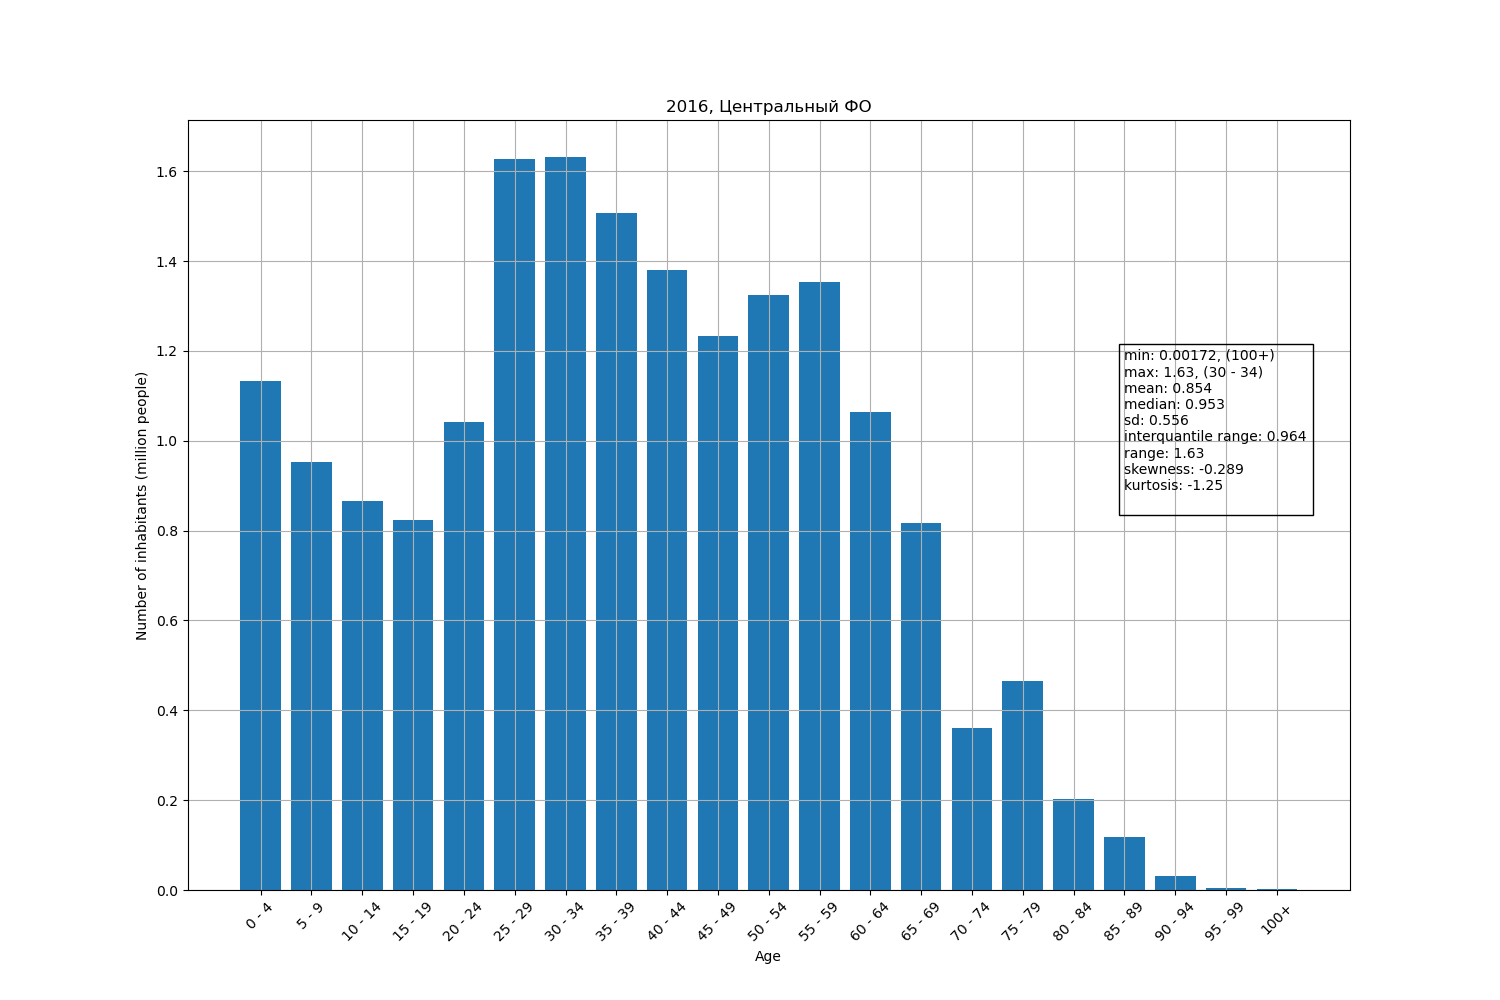 2016, Центральный ФО
Number of inhabitants (million people)
1.6
1.4
1.2
1.0
0.8
0.6
0.4
0.2
0.0
min: 0.00172, (100+)
max: 1.63, (30 - 34)
mean: 0.854
median: 0.953
sd: 0.556
interquantile range: 0.964
range: 1.63
skewness: -0.289
kurtosis: -1.25
0 - 4
5 - 9
10 - 14
15 - 19
20 - 24
25 - 29
30 - 34
35 - 39
40 - 44
45 - 49
50 - 54
55 - 59
60 - 64
65 - 69
70 - 74
75 - 79
80 - 84
85 - 89
90 - 94
95 - 99
100+
Age